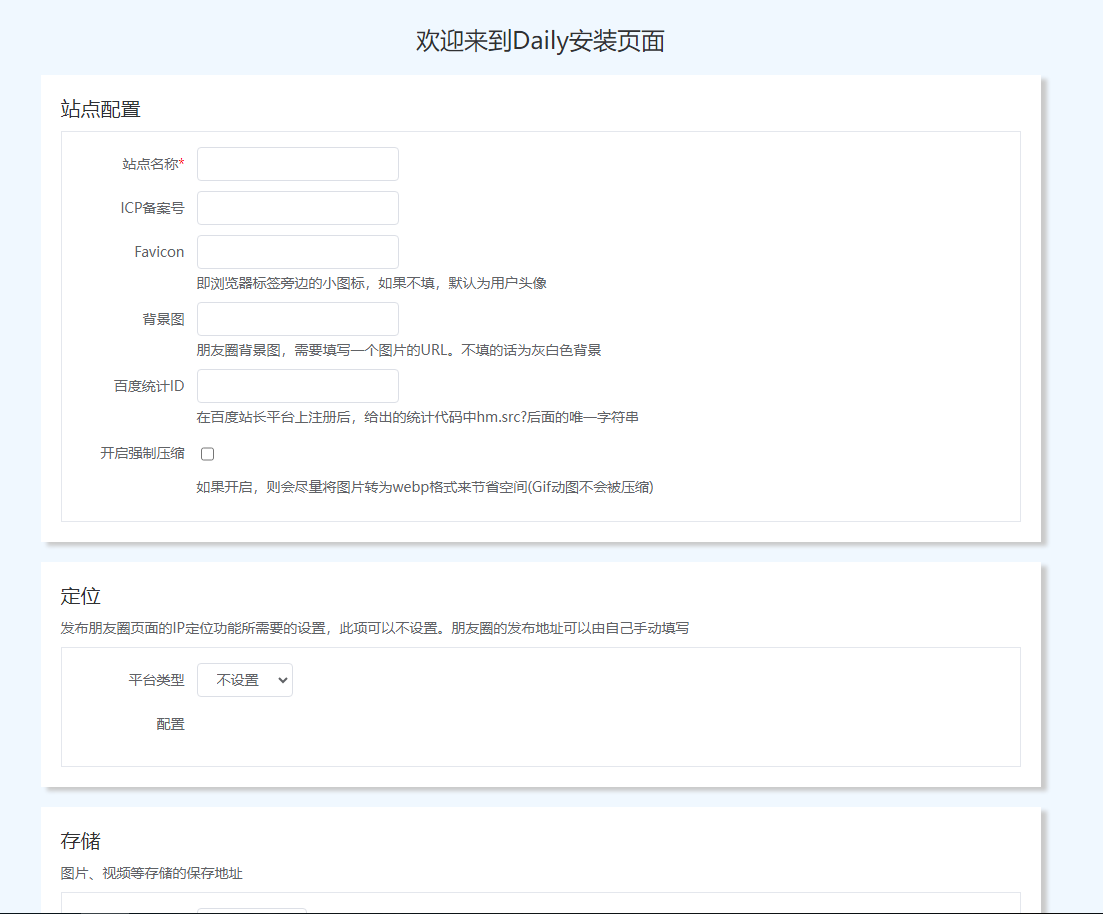 欢迎来到Daily安装页面
站点配置
站点名称*
ICP备案号
Favicon
即浏览器标签旁边的小图标，如果不填，默认为用户头像
背景图
朋友圈背景图，需要填写一个图片的URL。不填的话为灰白色背景
百度统计ID
在百度站长平台上注册后，给出的统计代码中hm.src?后面的唯一字符串
开启强制压缩
如果开启，则会尽量将图片转为webp格式来节省空间(Gif动图不会被压缩)
定位
发布朋友圈页面的IP定位功能所需要的设置，此项可以不设置。朋友圈的发布地址可以由自己手动填写
平台类型 不设置
配置
存储
图片、视频等存储的保存地址